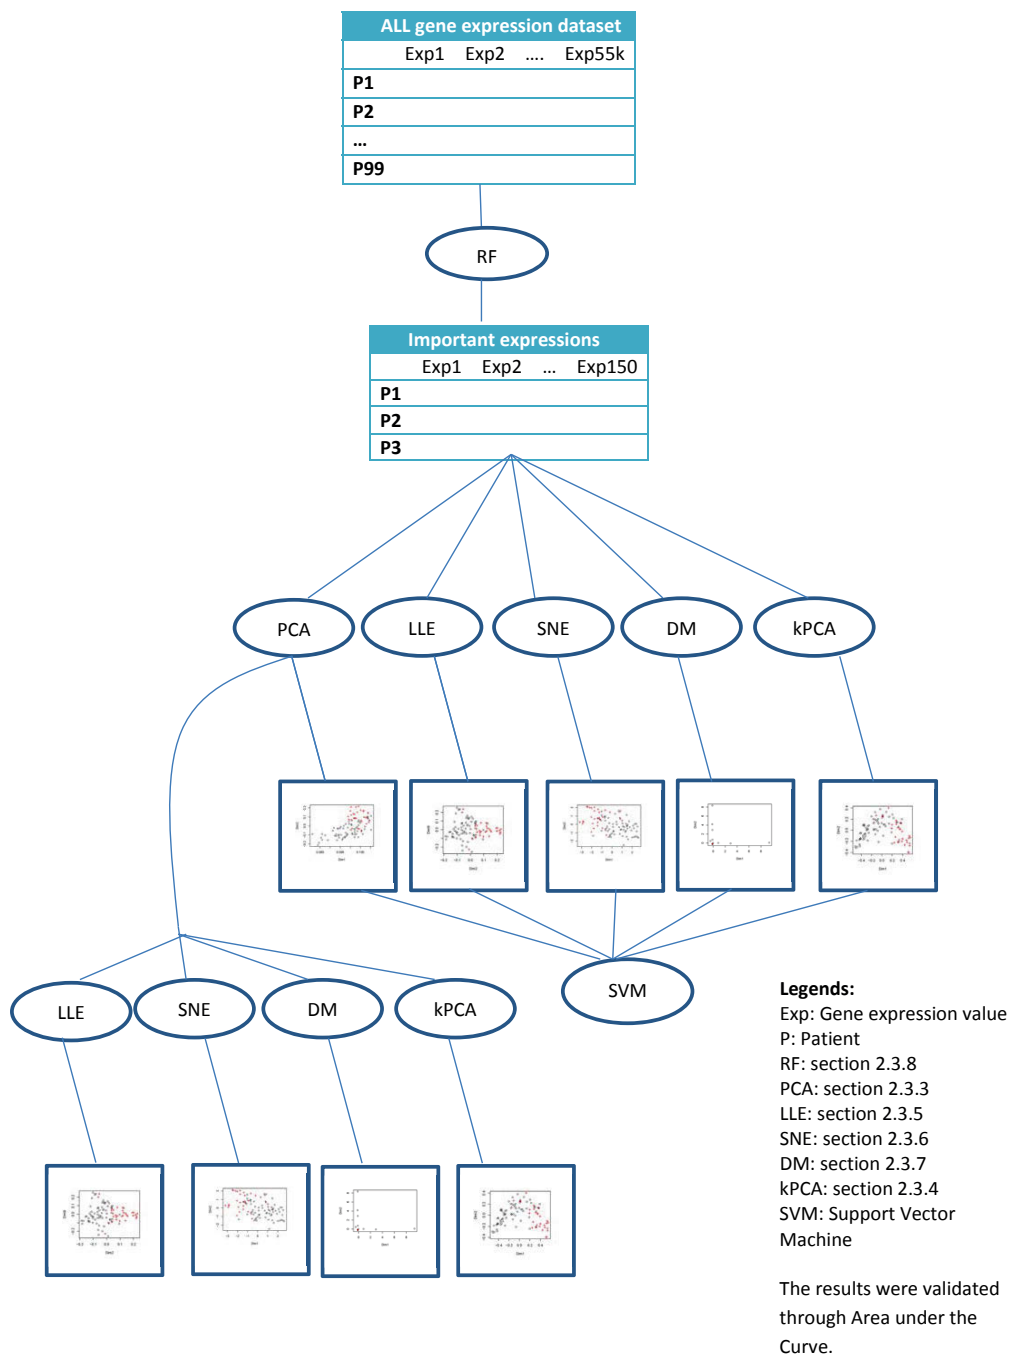 ALL gene expression dataset
Exp1 Exp2 .... Exp55k
P1
P2
...
P99
RF
Important expressions
Exp1 Exp2 ... Exp150
P1
P2
P3
PCA LLE SNE DM kPCA
SVM
LLE SNE DM kPCA
Legends:
Exp: Gene expression value
P: Patient
RF: section 2.3.8
PCA: section 2.3.3
LLE: section 2.3.5
SNE: section 2.3.6
DM: section 2.3.7
kPCA: section 2.3.4
SVM: Support Vector
Machine
The results were validated
through Area under the
Curve.